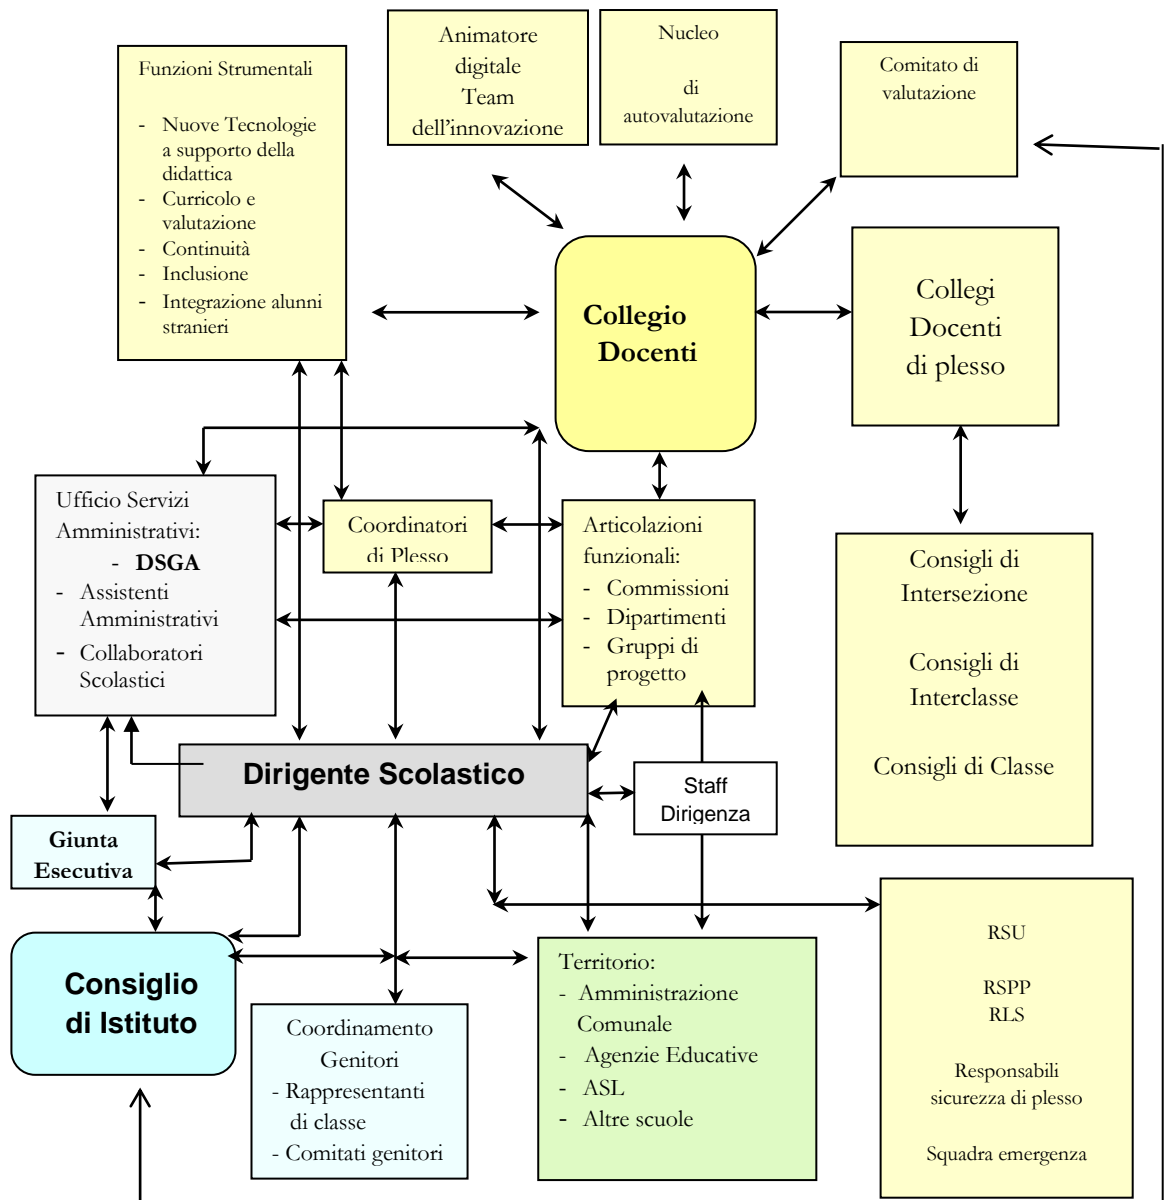 Funzioni Strumentali
- Nuove Tecnologie
a supporto della
didattica
- Curricolo e
valutazione
- Continuità
- Inclusione
- Integrazione alunni
stranieri
Animatore
digitale
Team
dell'innovazione
Nucleo
di
autovalutazione
Comitato di
valutazione
Collegio
Docenti
Collegi
Docenti
di plesso
Ufficio Servizi
Amministrativi:
- DSGA
- Assistenti
Amministrativi
- Collaboratori
Scolastici
Coordinatori
di Plesso
Articolazioni
funzionali:
- Commissioni
- Dipartimenti
- Gruppi di
progetto
Consigli di
Intersezione
Consigli di
Interclasse
Consigli di Classe
Dirigente Scolastico
Staff
Dirigenza
Giunta
Esecutiva
Consiglio
di Istituto
Coordinamento
Genitori
- Rappresentanti
di classe
- Comitati genitori
Territorio:
- Amministrazione
Comunale
- Agenzie Educative
- ASL
- Altre scuole
RSU
RSPP
RLS
Responsabili
sicurezza di plesso
Squadra emergenza